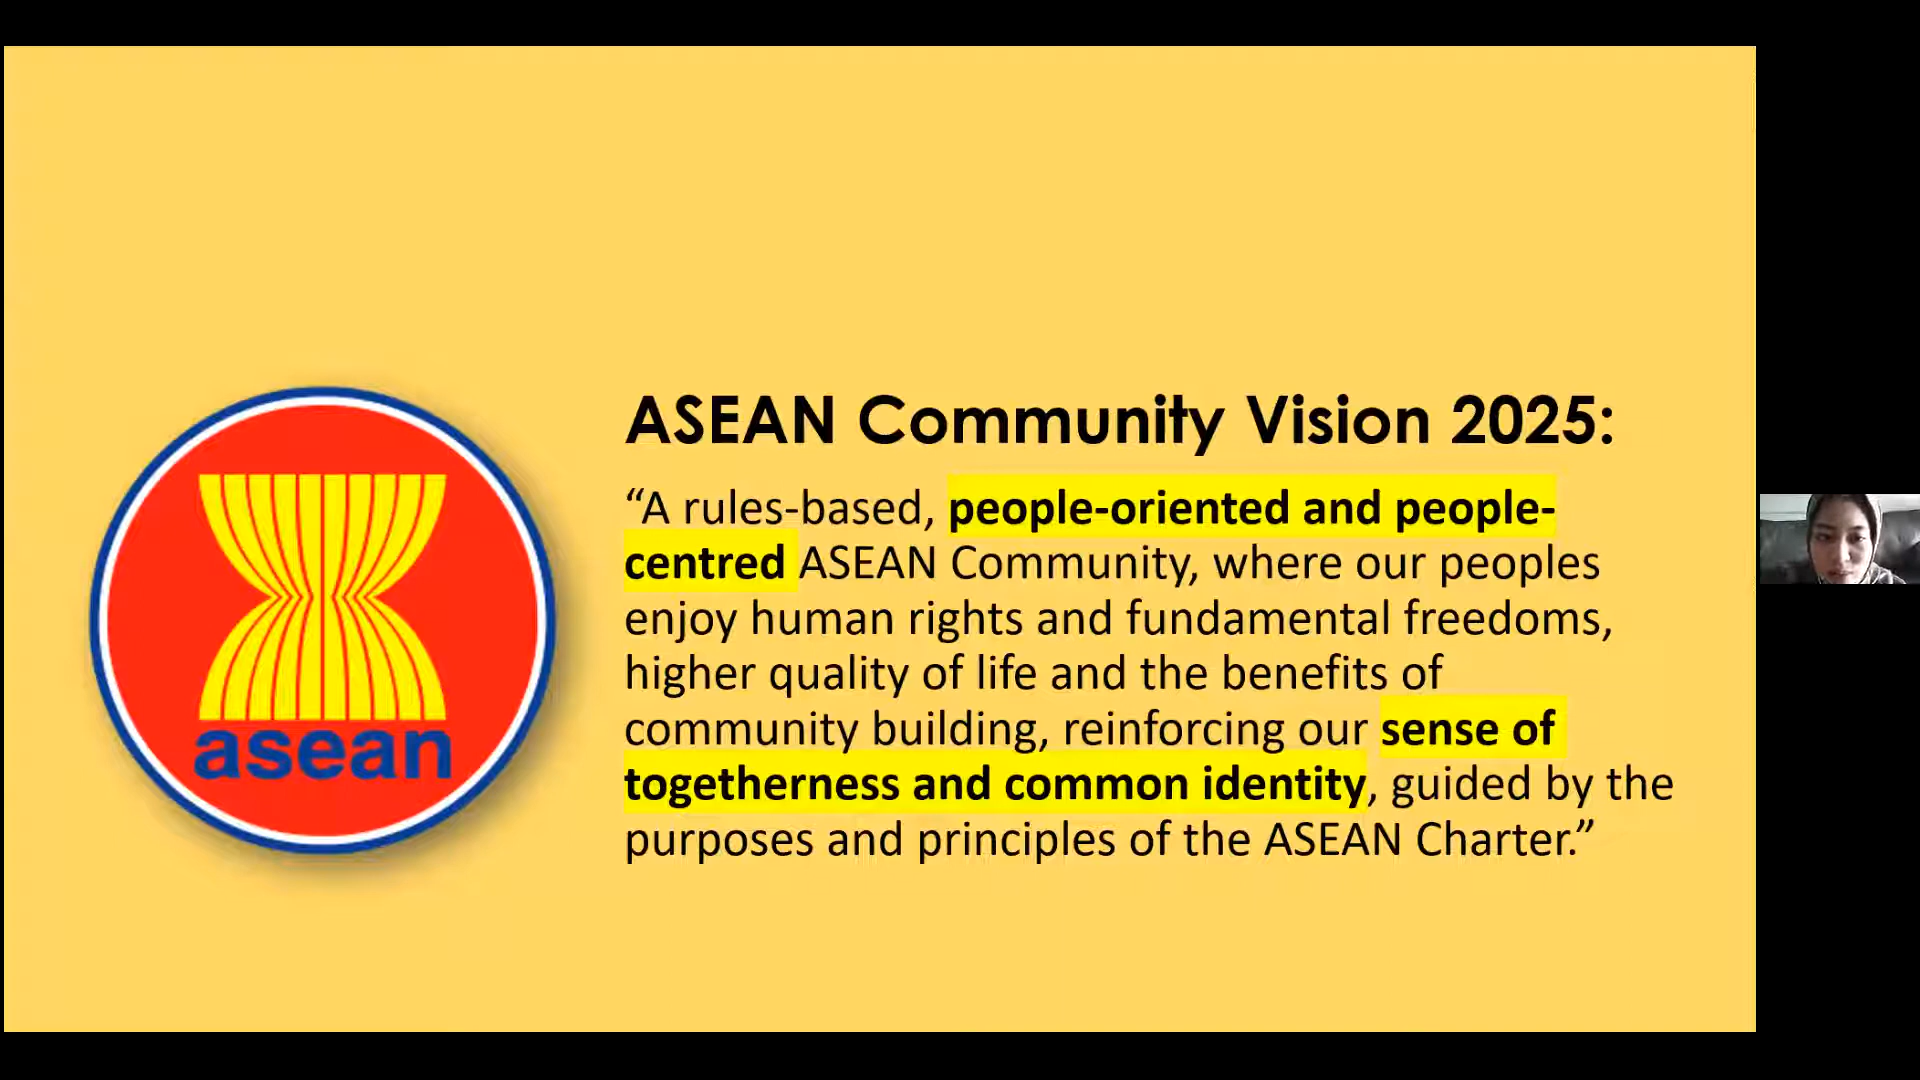 asean
ASEAN Community Vision 2025:
“A rules-based, people-oriented and people-
centred ASEAN Community, where our peoples
enjoy human rights and fundamental freedoms,
higher quality of life and the benefits of
community building, reinforcing our sense of
togetherness and common identity, guided by the
purposes and principles of the ASEAN Charter.”